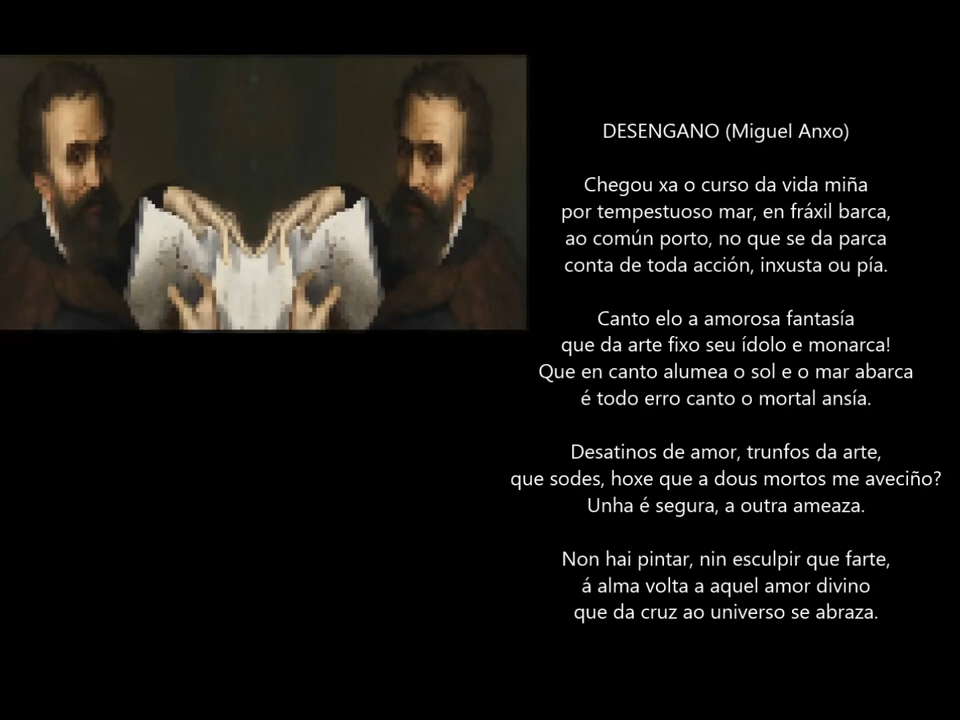 DESENGANO (Miguel Anxo)
Chegou xa o curso da vida miña
por tempestuoso mar, en fráxil barca,
ao común porto, no que se da parca
conta de toda acción, inxusta ou pía.
Canto elo a amorosa fantasía
que da arte fixo seu ídolo e monarca!
Que en canto alumea o sol e o mar abarca
é todo erro canto o mortal ansía.
Desatinos de amor, trunfos da arte,
que sodes, hoxe que a dous mortos me aveciño?
Unha é segura, a outra ameaza.
Non hai pintar, nin esculpir que farte,
á alma volta a aquel amor divino
que da cruz ao universo se abraza.